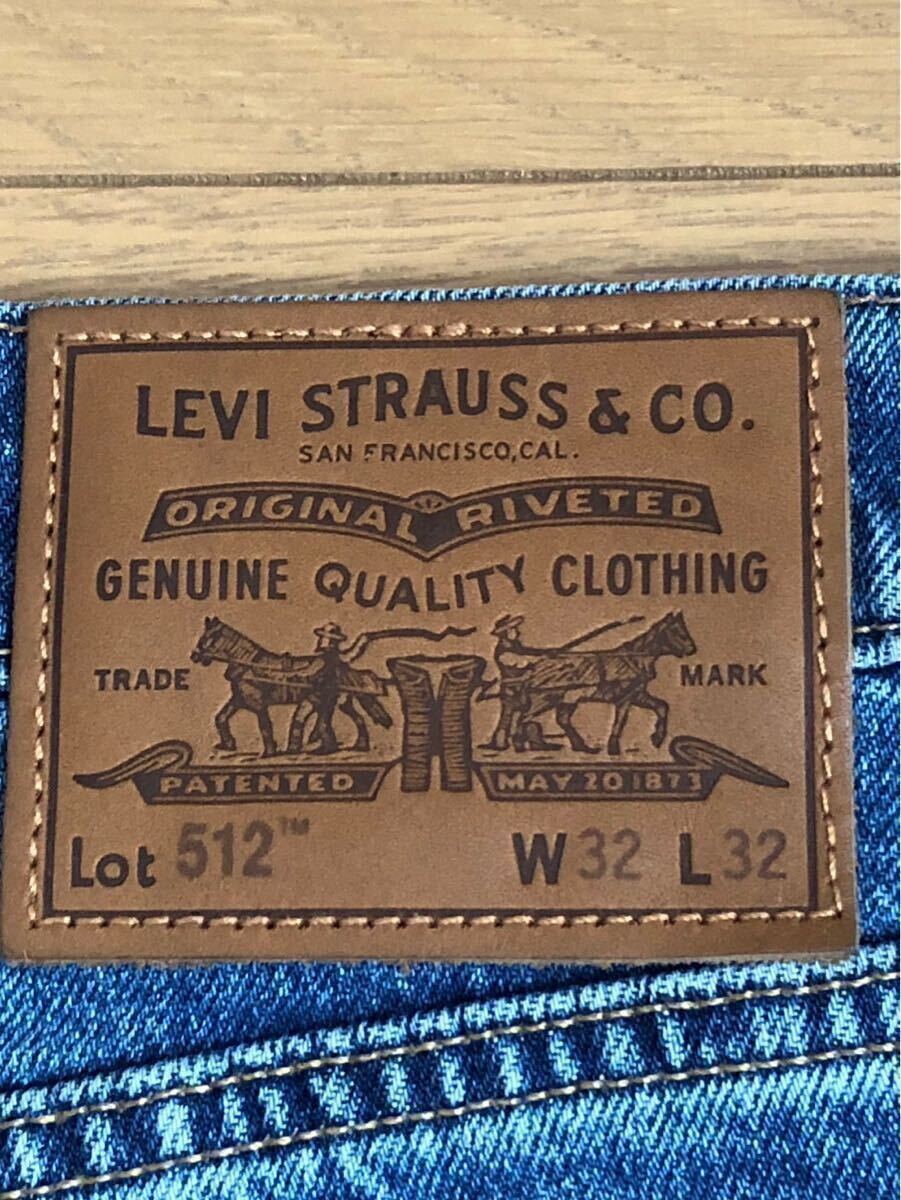 LEVI STRAUSS & CO.
SAN FRANCISCO, CAL.
ORIGINAL RIVETED
GENUINE QUALITY CLOTHING
TRADE MARK
PATENTED MAY 20 1873
Lot 512™ W32 L32